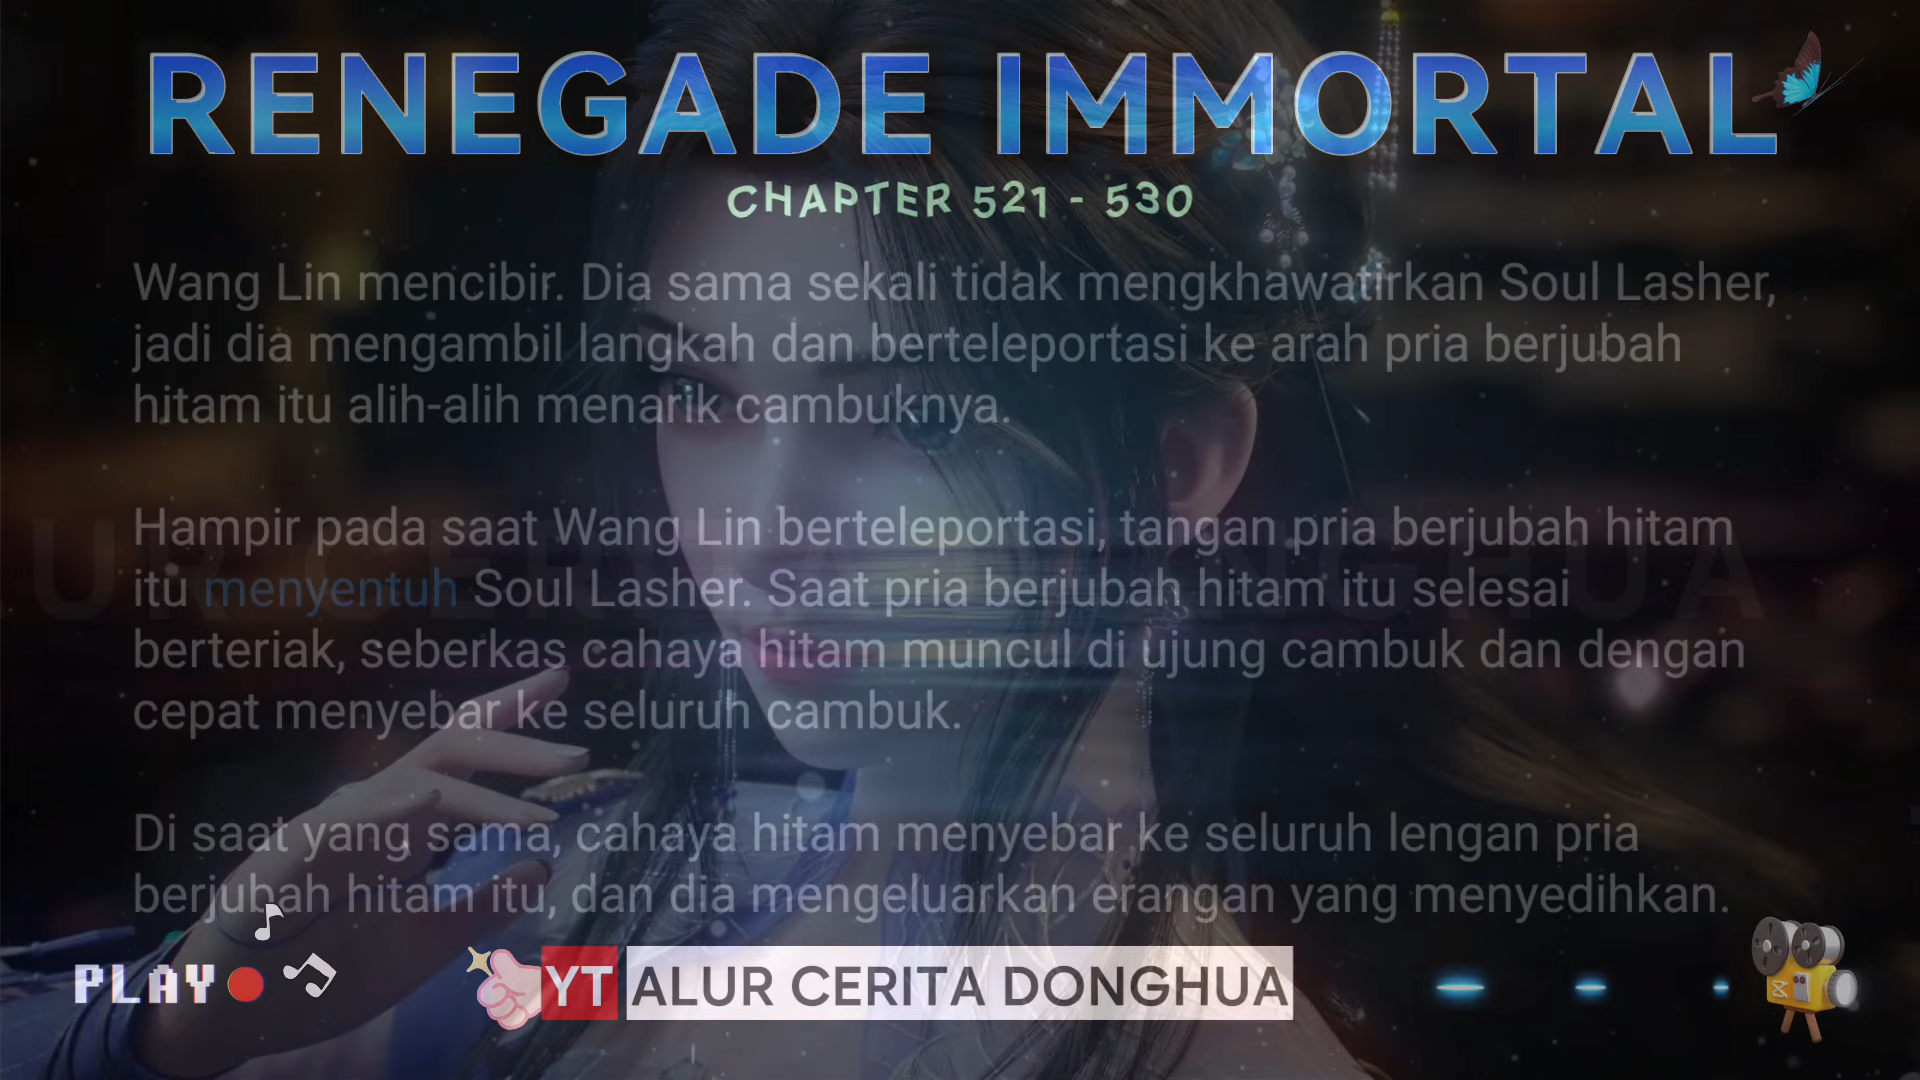 RENEGADE IMMORTAL
CHAPTER 521 - 530
Wang Lin mencibir. Dia sama sekali tidak mengkhawatirkan Soul Lasher,
jadi dia mengambil langkah dan berteleportasi ke arah pria berjubah
hitam itu alih-alih menarik cambuknya.
Hampir pada saat Wang Lin berteleportasi, tangan pria berjubah hitam
itu menyentuh Soul Lasher. Saat pria berjubah hitam itu selesai
berteriak, seberkas cahaya hitam muncul di ujung cambuk dan dengan
cepat menyebar ke seluruh cambuk.
Di saat yang sama, cahaya hitam menyebar ke seluruh lengan pria
berjubah hitam itu, dan dia mengeluarkan erangan yang menyedihkan.
PLAY
YT ALUR CERITA DONGHUA